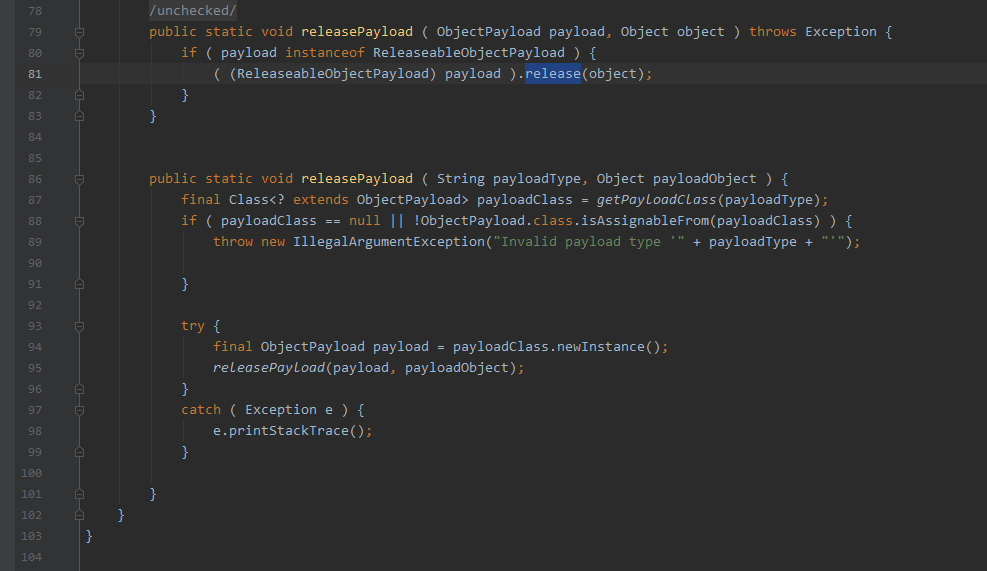 78 /unchecked/
79 public static void releasePayload ( ObjectPayload payload, Object object ) throws Exception {
80 if ( payload instanceof ReleaseableObjectPayload ) {
81 ( (ReleaseableObjectPayload) payload ).release(object);
82 }
83 }
84
85
86 public static void releasePayload ( String payloadType, Object payloadObject ) {
87 final Class<? extends ObjectPayload> payloadClass = getPayloadClass(payloadType);
88 if ( payloadClass == null || !ObjectPayload.class.isAssignableFrom(payloadClass) ) {
89 throw new IllegalArgumentException("Invalid payload type '" + payloadType + "'");
90
91 }
92
93 try {
94 final ObjectPayload payload = payloadClass.newInstance();
95 releasePayload(payload, payloadObject);
96 }
97 catch ( Exception e ) {
98 e.printStackTrace();
99 }
100
101 }
102 }
103 }
104